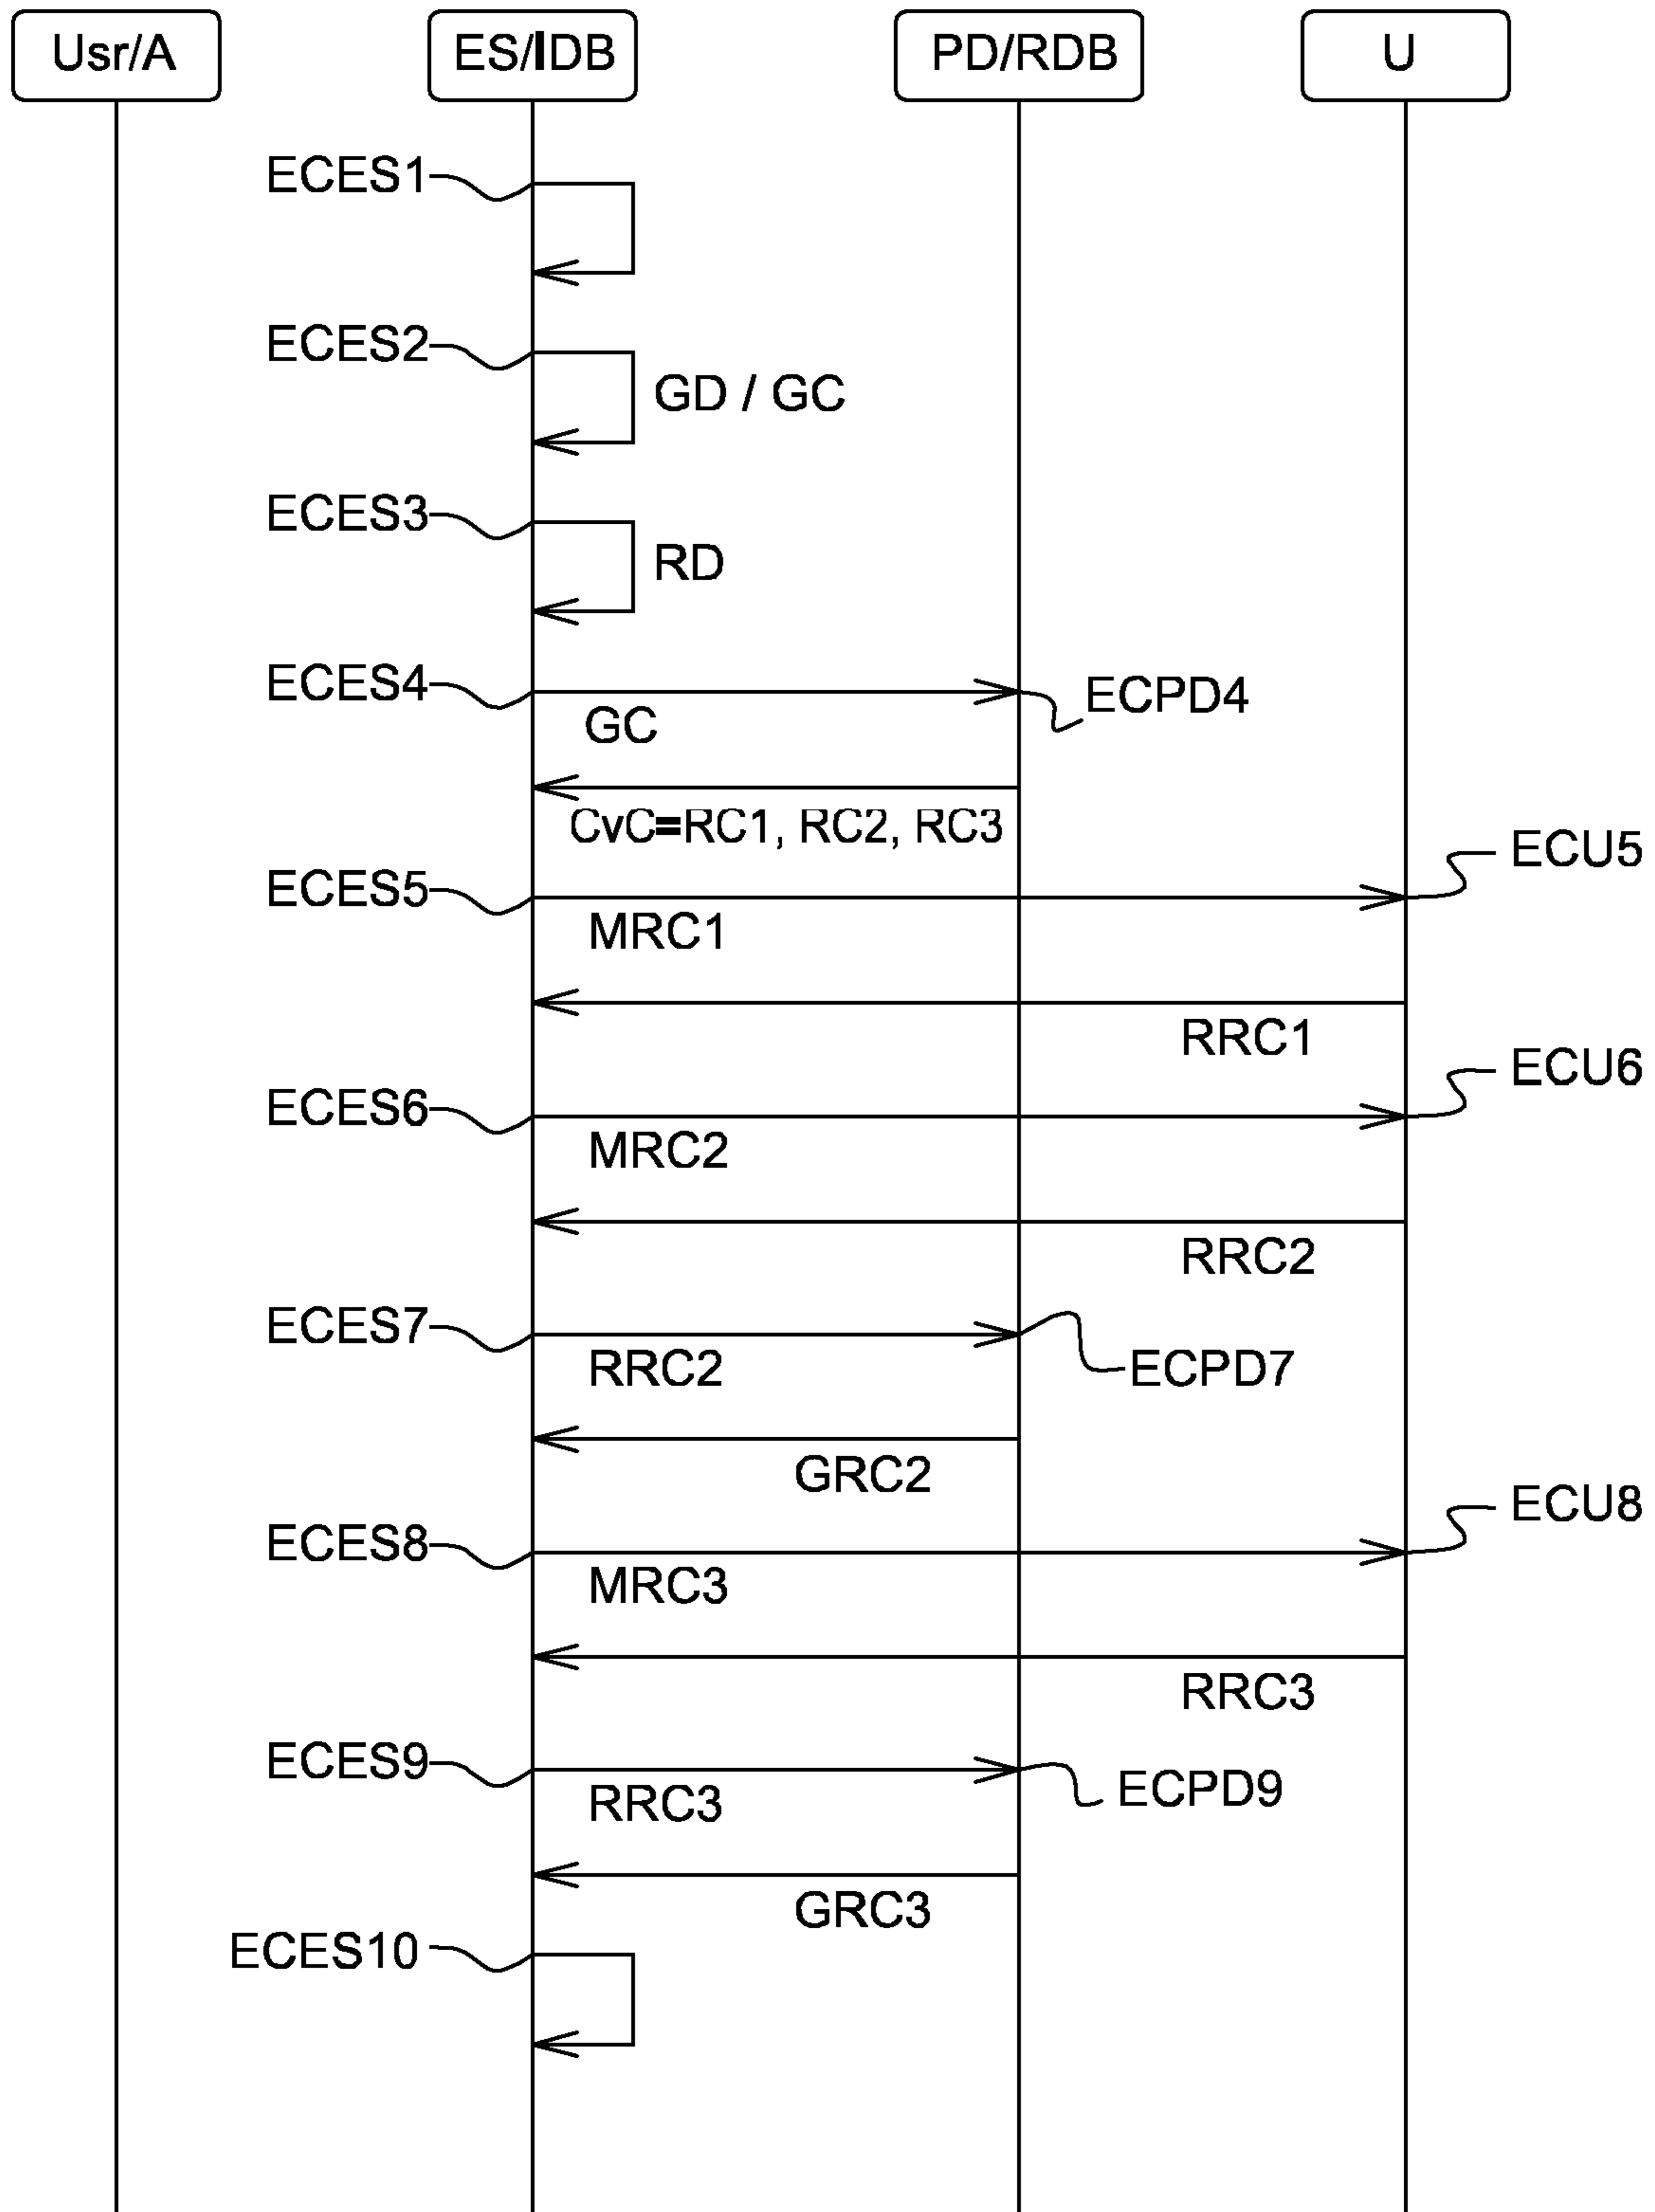 Usr/A
ES/IDB
PD/RDB
U
ECES1
ECES2
GD / GC
ECES3
RD
ECES4
ECPD4
GC
CvC=RC1, RC2, RC3
ECU5
ECES5
MRC1
RRC1
ECU6
ECES6
MRC2
RRC2
ECES7
RRC2
ECPD7
GRC2
ECU8
ECES8
MRC3
RRC3
ECES9
RRC3
ECPD9
GRC3
ECES10